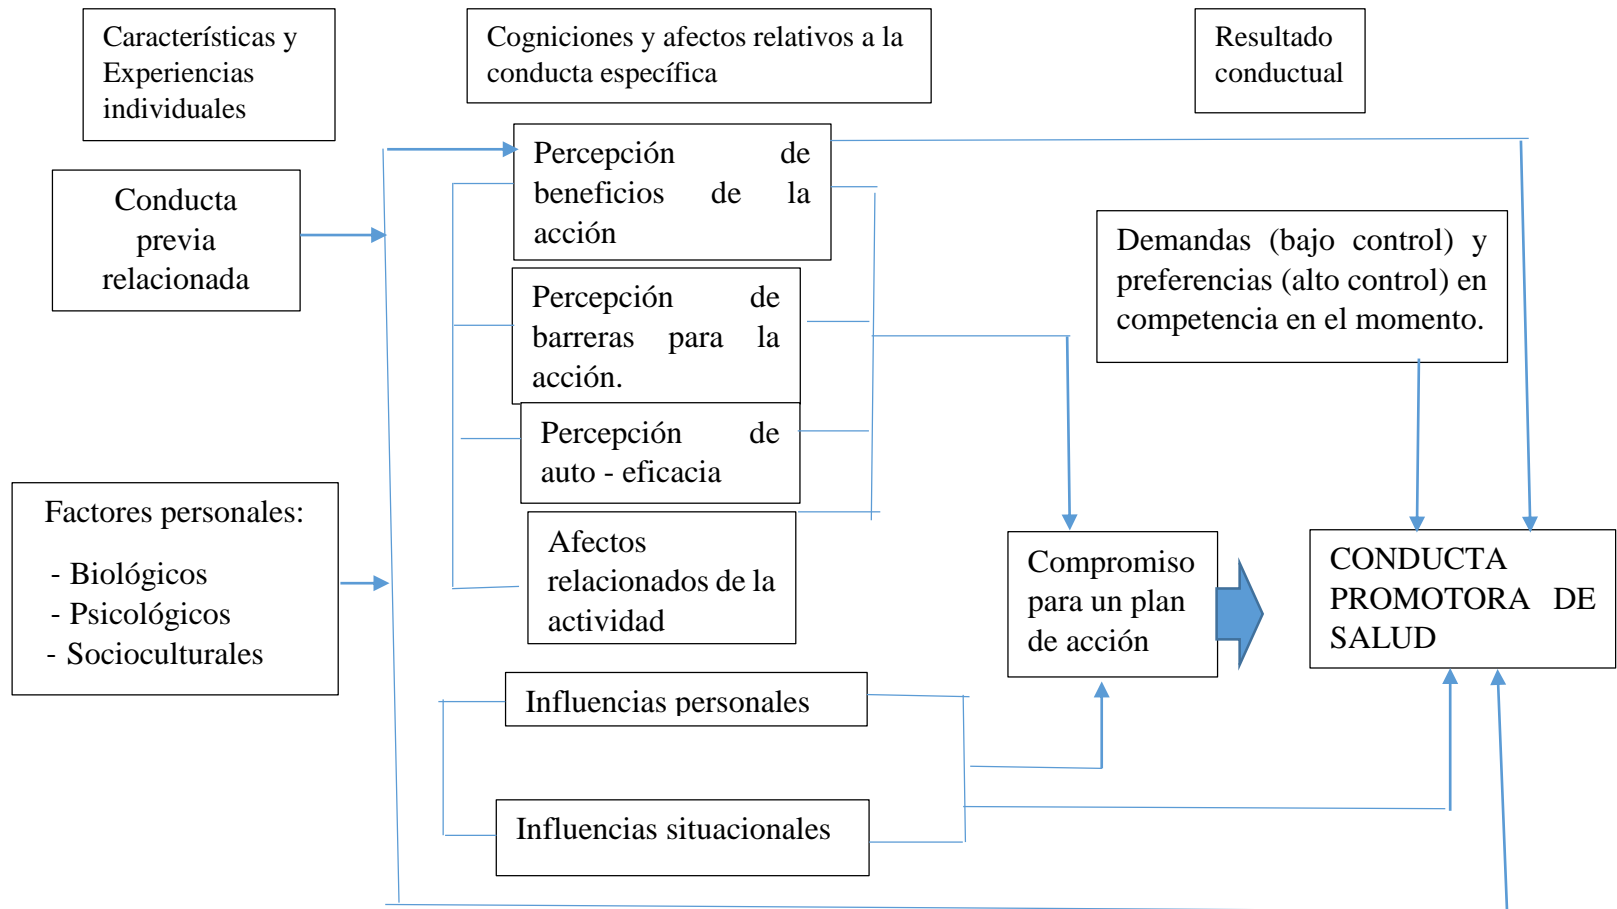 Características y
Experiencias
individuales
Cogniciones y afectos relativos a la
conducta específica
Resultado
conductual
Conducta
previa
relacionada
Percepción de
beneficios de la
acción
Demandas (bajo control) y
preferencias (alto control) en
competencia en el momento.
Percepción de
barreras para la
acción.
Percepción de
auto - eficacia
Factores personales:
- Biológicos
- Psicológicos
- Socioculturales
Afectos
relacionados de la
actividad
Compromiso
para un plan
de acción
CONDUCTA
PROMOTORA DE
SALUD
Influencias personales
Influencias situacionales